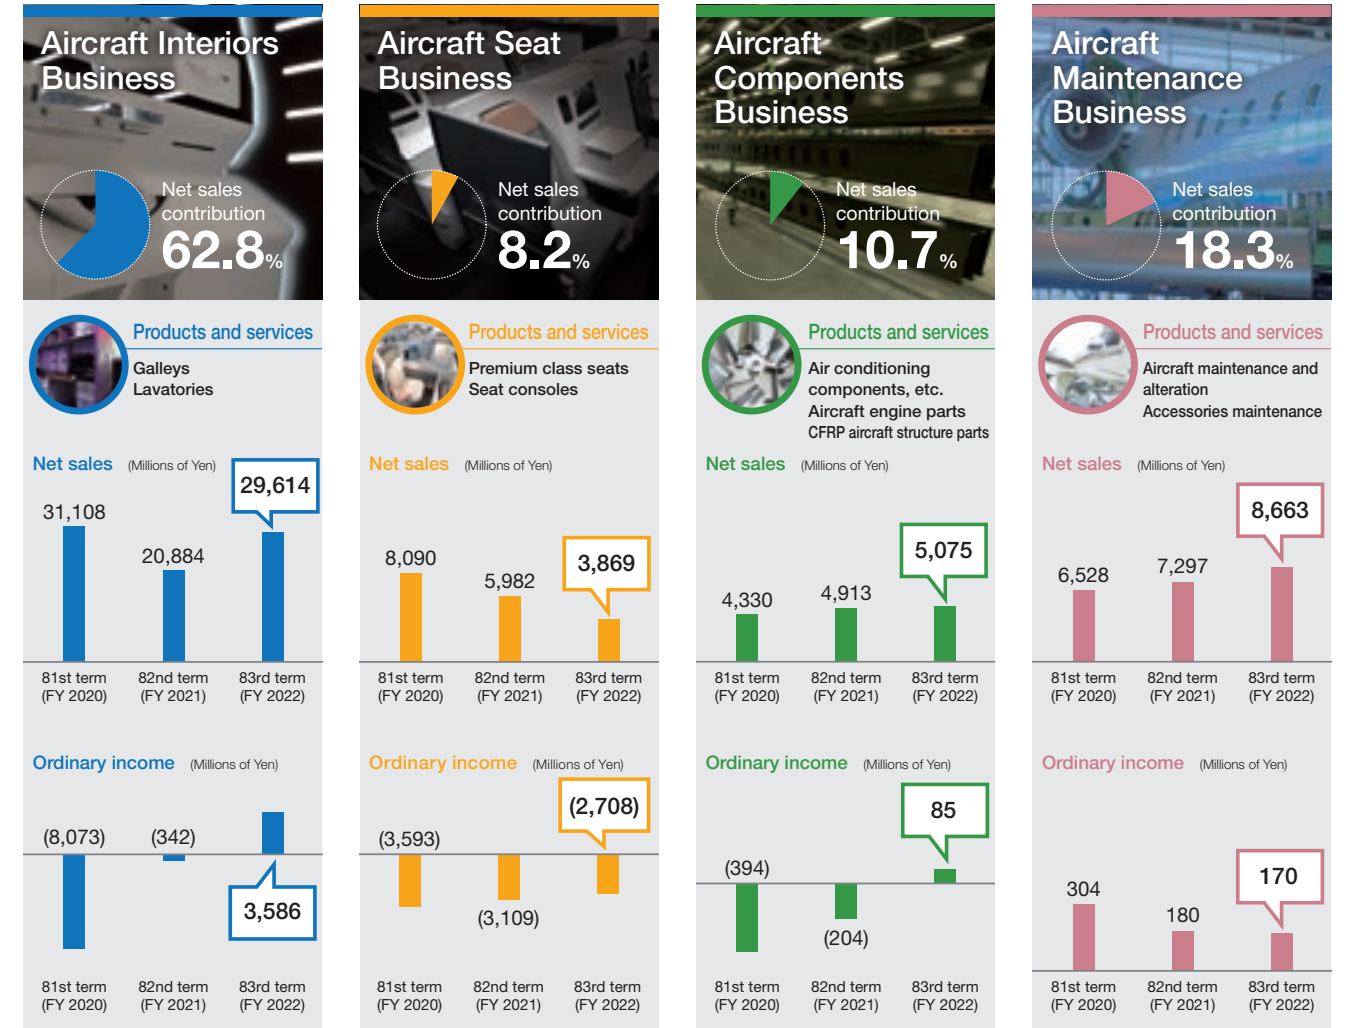 Aircraft Interiors
Business
Net sales
contribution
62.8%
Products and services
Galleys
Lavatories
Net sales (Millions of Yen)
29,614
31,108
20,884
81st term 82nd term 83rd term
(FY 2020) (FY 2021) (FY 2022)
Ordinary income (Millions of Yen)
(8,073) (342)
3,586
81st term 82nd term 83rd term
(FY 2020) (FY 2021) (FY 2022)
Aircraft Seat
Business
Net sales
contribution
8.2%
Products and services
Premium class seats
Seat consoles
Net sales (Millions of Yen)
8,090
5,982
3,869
81st term 82nd term 83rd term
(FY 2020) (FY 2021) (FY 2022)
Ordinary income (Millions of Yen)
(2,708)
(3,593)
(3,109)
81st term 82nd term 83rd term
(FY 2020) (FY 2021) (FY 2022)
Aircraft
Components
Business
Net sales
contribution
10.7%
Products and services
Air conditioning
components, etc.
Aircraft engine parts
CFRP aircraft structure parts
Net sales (Millions of Yen)
5,075
4,330
4,913
81st term 82nd term 83rd term
(FY 2020) (FY 2021) (FY 2022)
Ordinary income (Millions of Yen)
85
(394)
(204)
81st term 82nd term 83rd term
(FY 2020) (FY 2021) (FY 2022)
Aircraft
Maintenance
Business
Net sales
contribution
18.3%
Products and services
Aircraft maintenance and
alteration
Accessories maintenance
Net sales (Millions of Yen)
8,663
6,528
7,297
81st term 82nd term 83rd term
(FY 2020) (FY 2021) (FY 2022)
Ordinary income (Millions of Yen)
170
304
180
81st term 82nd term 83rd term
(FY 2020) (FY 2021) (FY 2022)